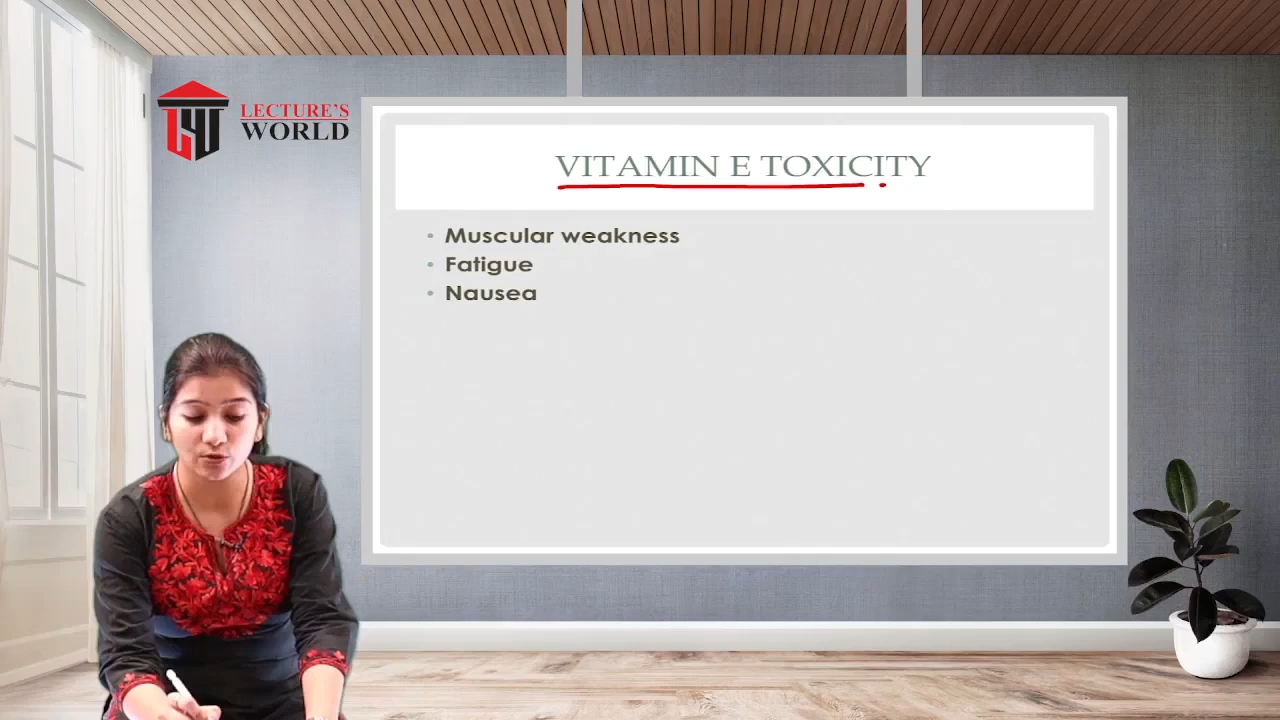 LECTURE'S
WORLD
VITAMIN E TOXICITY
• Muscular weakness
• Fatigue
• Nausea